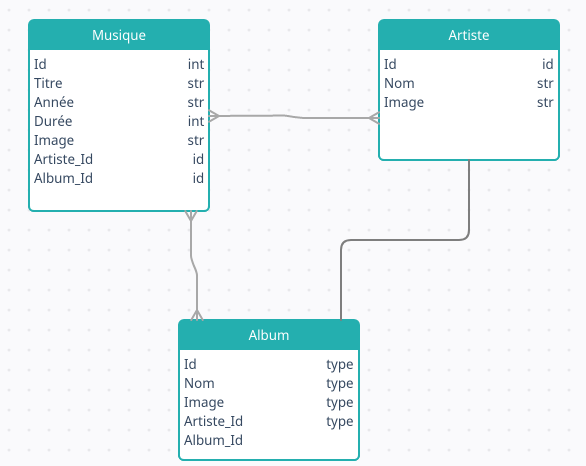 Musique
Id int
Titre str
Année str
Durée int
Image str
Artiste_Id id
Album_Id id
Artiste
Id id
Nom str
Image str
Album
Id type
Nom type
Image type
Artiste_Id type
Album_Id